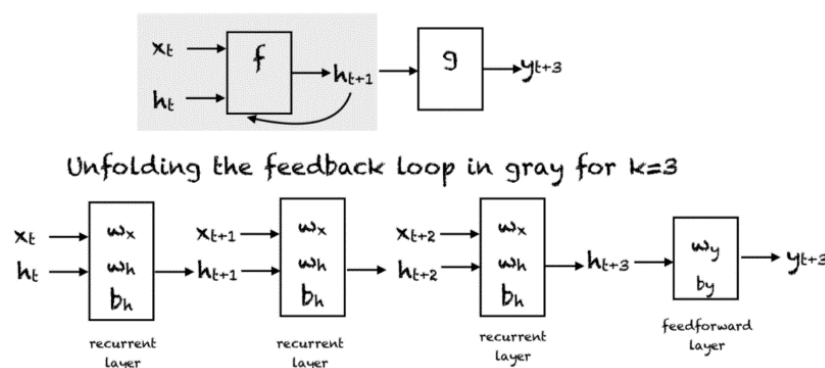 xt
f
g
ht
ht+1
yt+3
Unfolding the feedback loop in gray for k=3
xt
wx
xt+1
wx
xt+2
wx
ht
wh
ht+1
wh
ht+2
wh
ht+3
wy
yt+3
bh
bh
bh
by
recurrent
layer
recurrent
layer
recurrent
layer
feedforward
layer